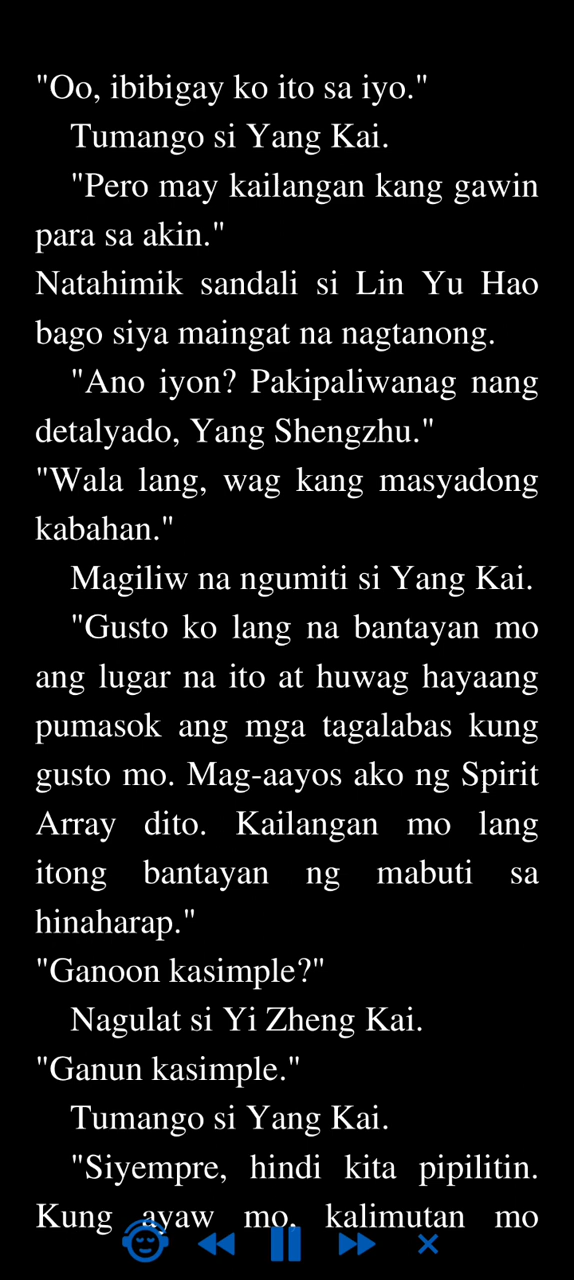 "Oo, ibibigay ko ito sa iyo."
Tumango si Yang Kai.
"Pero may kailangan kang gawin
para sa akin."
Natahimik sandali si Lin Yu Hao
bago siya maingat na nagtanong.
"Ano iyon? Pakipaliwanag nang
detalyado, Yang Shengzhu."
"Wala lang, wag kang masyadong
kabahan."
Magiliw na ngumiti si Yang Kai.
"Gusto ko lang na bantayan mo
ang lugar na ito at huwag hayaang
pumasok ang mga tagalabas kung
gusto mo. Mag-aayos ako ng Spirit
Array dito. Kailangan mo lang
itong bantayan ng mabuti sa
hinaharap."
"Ganoon kasimple?"
Nagulat si Yi Zheng Kai.
"Ganun kasimple."
Tumango si Yang Kai.
"Siyempre, hindi kita pipilitin.
Kung ayaw mo, kalimutan mo